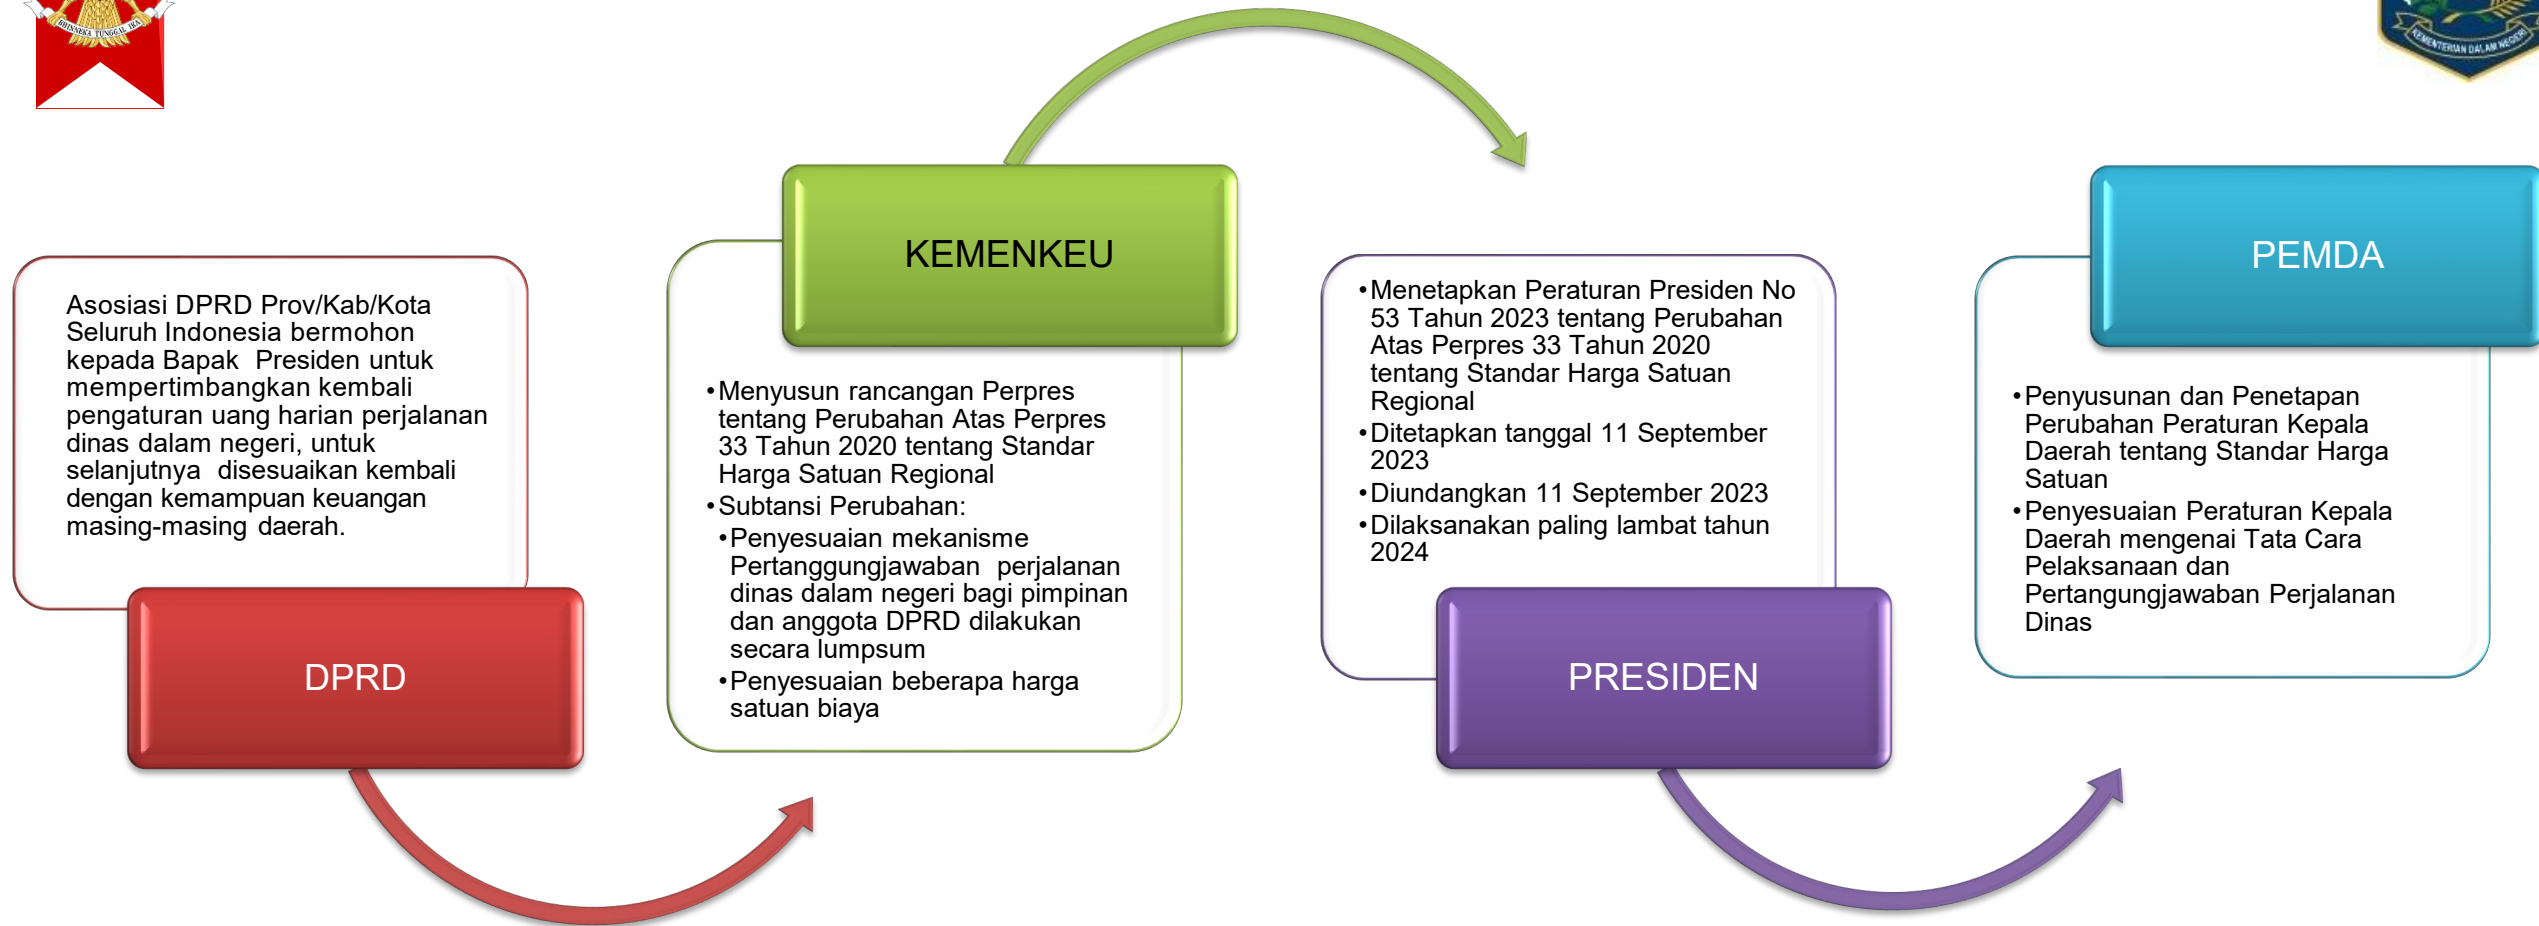 BHINNEKA TUNGGAL IKA
KEMENTERIAN DALAM NEGERI
Asosiasi DPRD Prov/Kab/Kota
Seluruh Indonesia bermohon
kepada Bapak  Presiden untuk
mempertimbangkan kembali
pengaturan uang harian perjalanan
dinas dalam negeri, untuk
selanjutnya  disesuaikan kembali
dengan kemampuan keuangan
masing-masing daerah.
DPRD
KEMENKEU
•Menyusun rancangan Perpres
tentang Perubahan Atas Perpres
33 Tahun 2020 tentang Standar
Harga Satuan Regional
•Subtansi Perubahan:
•Penyesuaian mekanisme
Pertanggungjawaban  perjalanan
dinas dalam negeri bagi pimpinan
dan anggota DPRD dilakukan
secara lumpsum
•Penyesuaian beberapa harga
satuan biaya
•Menetapkan Peraturan Presiden No
53 Tahun 2023 tentang Perubahan
Atas Perpres 33 Tahun 2020
tentang Standar Harga Satuan
Regional
•Ditetapkan tanggal 11 September
2023
•Diundangkan 11 September 2023
•Dilaksanakan paling lambat tahun
2024
PRESIDEN
PEMDA
•Penyusunan dan Penetapan
Perubahan Peraturan Kepala
Daerah tentang Standar Harga
Satuan
•Penyesuaian Peraturan Kepala
Daerah mengenai Tata Cara
Pelaksanaan dan
Pertangungjawaban Perjalanan
Dinas